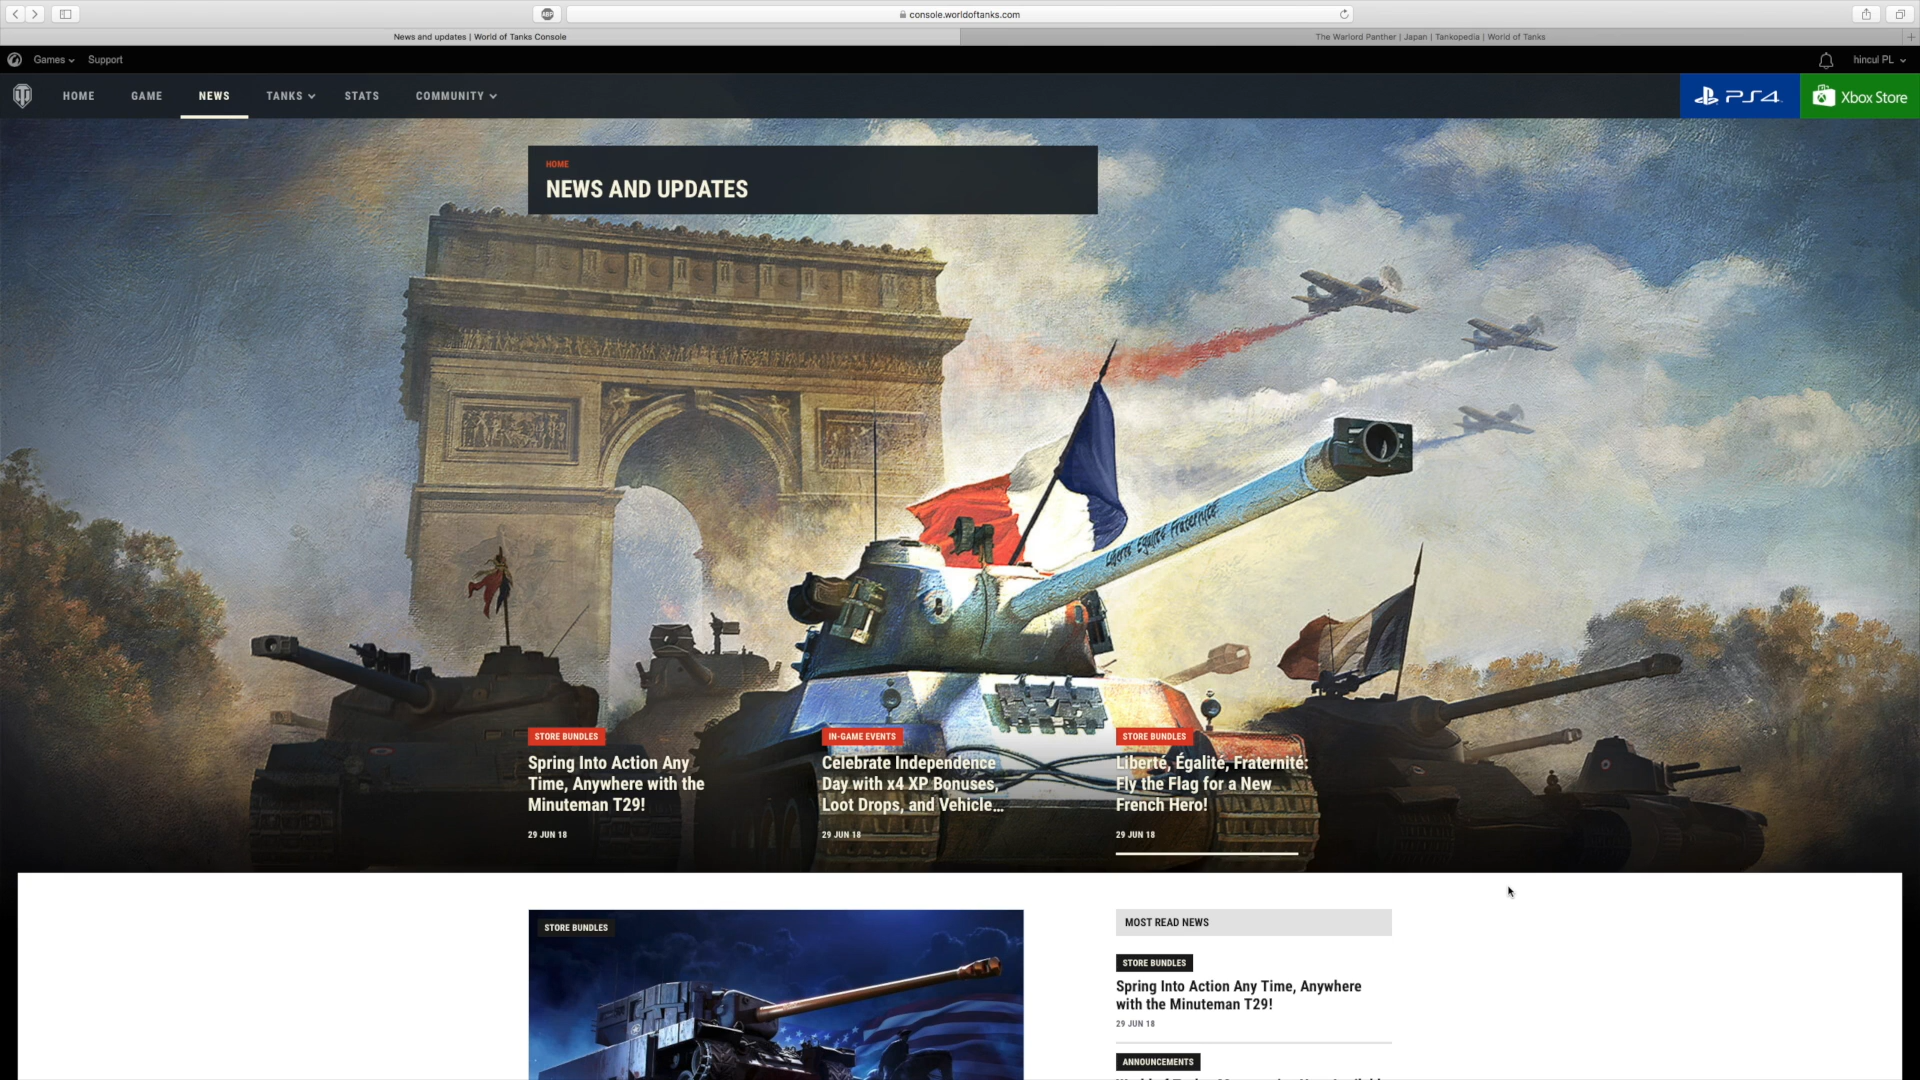 console.worldoftanks.com
News and updates | World of Tanks Console
The Warlord Panther | Japan | Tankopedia | World of Tanks
Games
Support
hincul PL
HOME
GAME
NEWS
TANKS
STATS
COMMUNITY
PS4
Xbox Store
HOME
NEWS AND UPDATES
Liberté Égalité Fraternité
STORE BUNDLES
Spring Into Action Any
Time, Anywhere with the
Minuteman T29!
29 JUN 18
IN-GAME EVENTS
Celebrate Independence
Day with x4 XP Bonuses,
Loot Drops, and Vehicle...
29 JUN 18
STORE BUNDLES
Liberté, Égalité, Fraternité:
Fly the Flag for a New
French Hero!
29 JUN 18
STORE BUNDLES
MOST READ NEWS
STORE BUNDLES
Spring Into Action Any Time, Anywhere
with the Minuteman T29!
29 JUN 18
ANNOUNCEMENTS